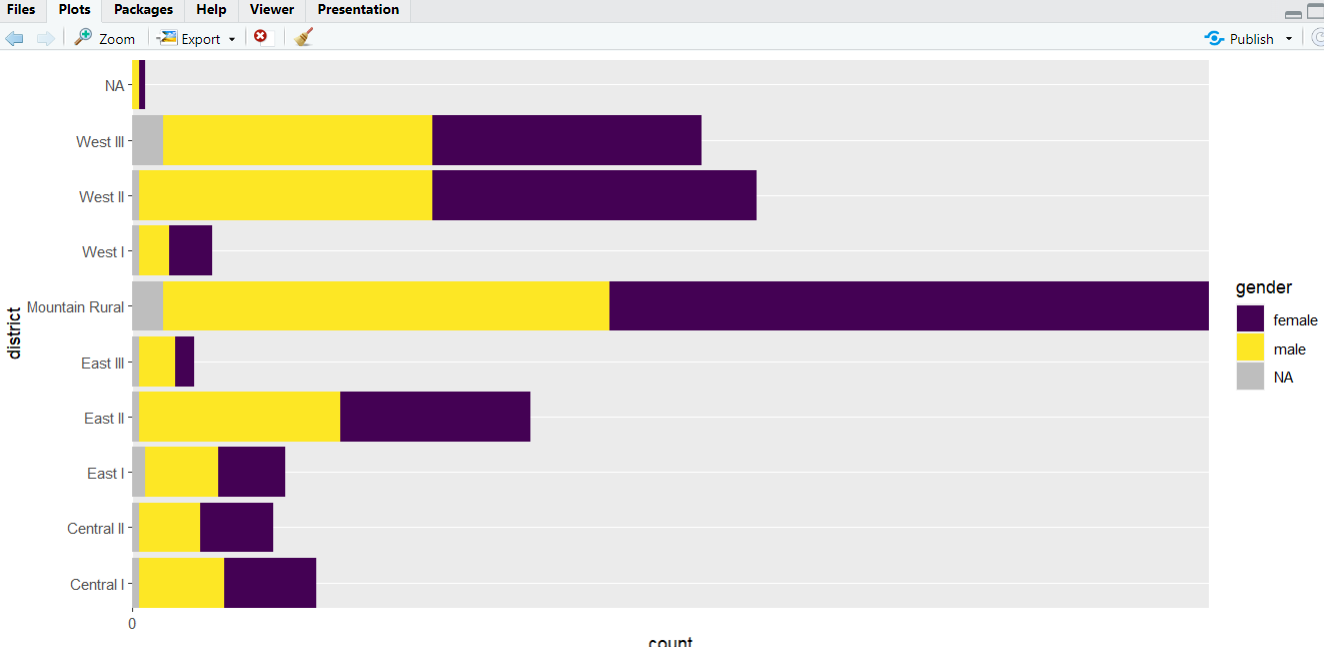 Files Plots Packages Help Viewer Presentation
Zoom Export Publish
NA
West III
West II
West I
Mountain Rural
East III
East II
East I
Central II
Central I
district
0
count
gender
female
male
NA